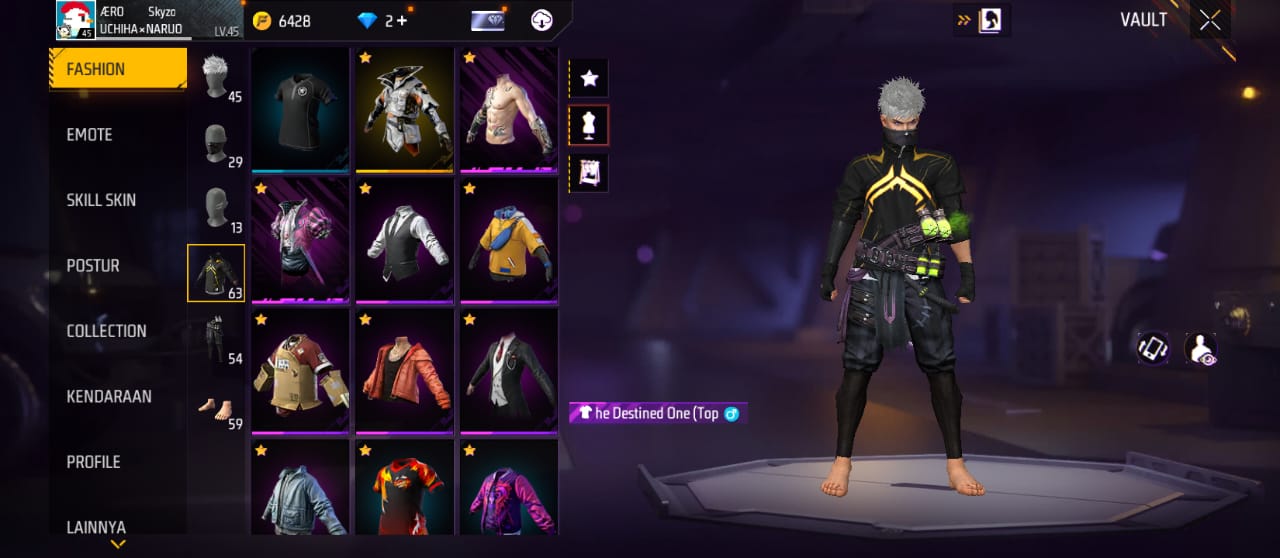 ÆRO Skyzo
UCHIHA×NARUO
LV.45
45
6428
2+
VAULT
FASHION
EMOTE
SKILL SKIN
POSTUR
COLLECTION
KENDARAAN
PROFILE
LAINNYA
45
29
13
63
54
59
he Destined One (Top